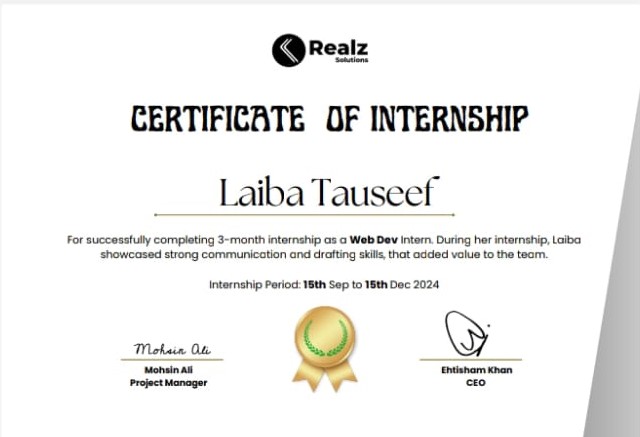 Realz
Solutions
CERTIFICATE OF INTERNSHIP
Laiba Tauseef
For successfully completing 3-month internship as a Web Dev Intern. During her internship, Laiba
showcased strong communication and drafting skills, that added value to the team.
Internship Period: 15th Sep to 15th Dec 2024
Mohsin Ali
Mohsin Ali
Project Manager
Ehtisham Khan
CEO